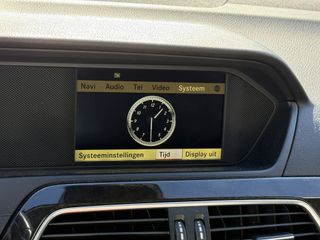 Navi Audio Tel Video Systeem
Systeeminstellingen Tijd Display uit